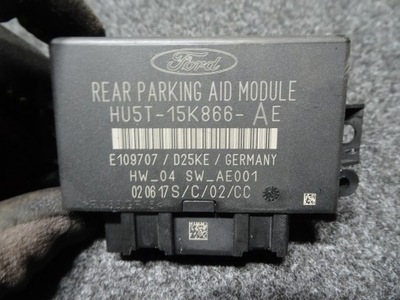 Ford
REAR PARKING AID MODULE
HU5T-15K866-AE
E109707 / D25KE / GERMANY
HW_04 SW_AE001
020617S/C/02/CC